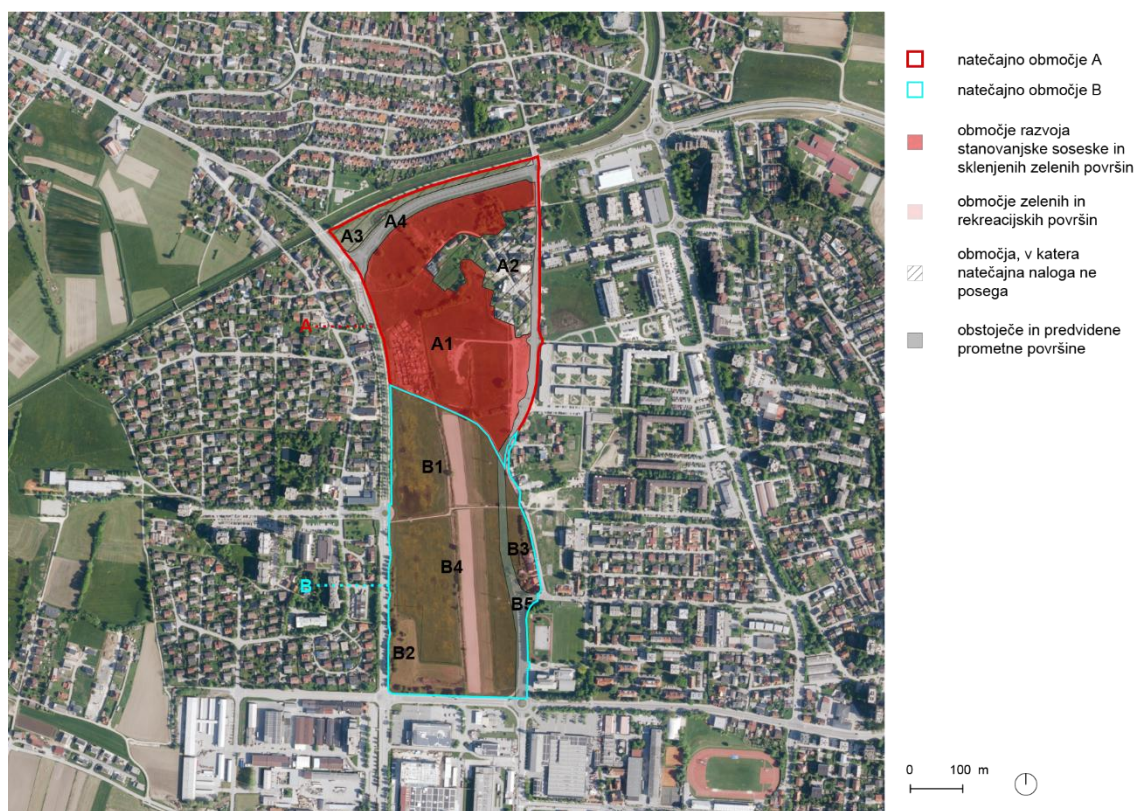 natečajno območje A
natečajno območje B
območje razvoja
stanovanjske soseske in
sklenjenih zelenih površin
območje zelenih in
rekreacijskih površin
območja, v katera
natečajna naloga ne
posega
obstoječe in predvidene
prometne površine
A3
A4
A2
A
A1
B1
B3
B4
B
B5
B2
0 100 m